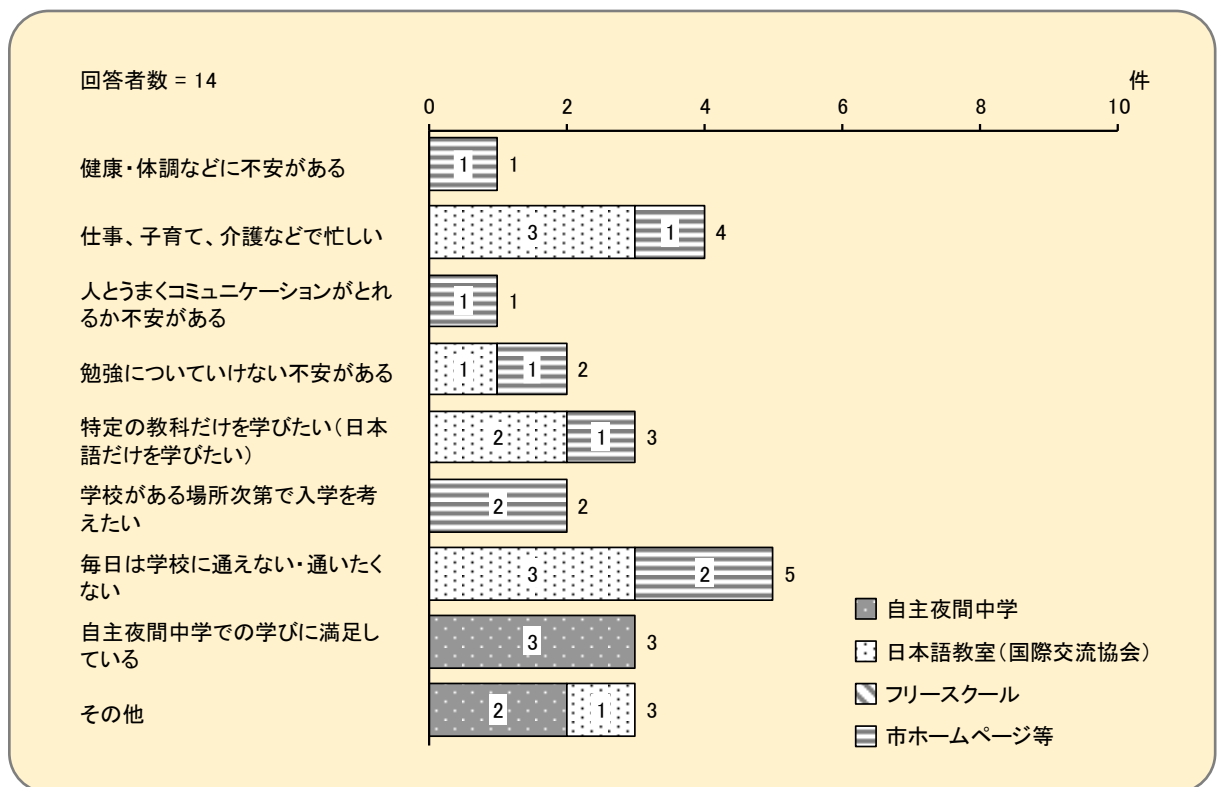 回答者数 = 14
件
0 2 4 6 8 10
健康・体調などに不安がある 1 1
仕事、子育て、介護などで忙しい 3 1 4
人とうまくコミュニケーションがとれ
るか不安がある 1 1
勉強についていけない不安がある 1 1 2
特定の教科だけを学びたい（日本
語だけを学びたい） 2 1 3
学校がある場所次第で入学を考
えたい 2 2
毎日は学校に通えない・通いたく
ない 3 2 5
自主夜間中学での学びに満足し
ている 3 3
その他 2 1 3
自主夜間中学
日本語教室（国際交流協会）
フリースクール
市ホームページ等